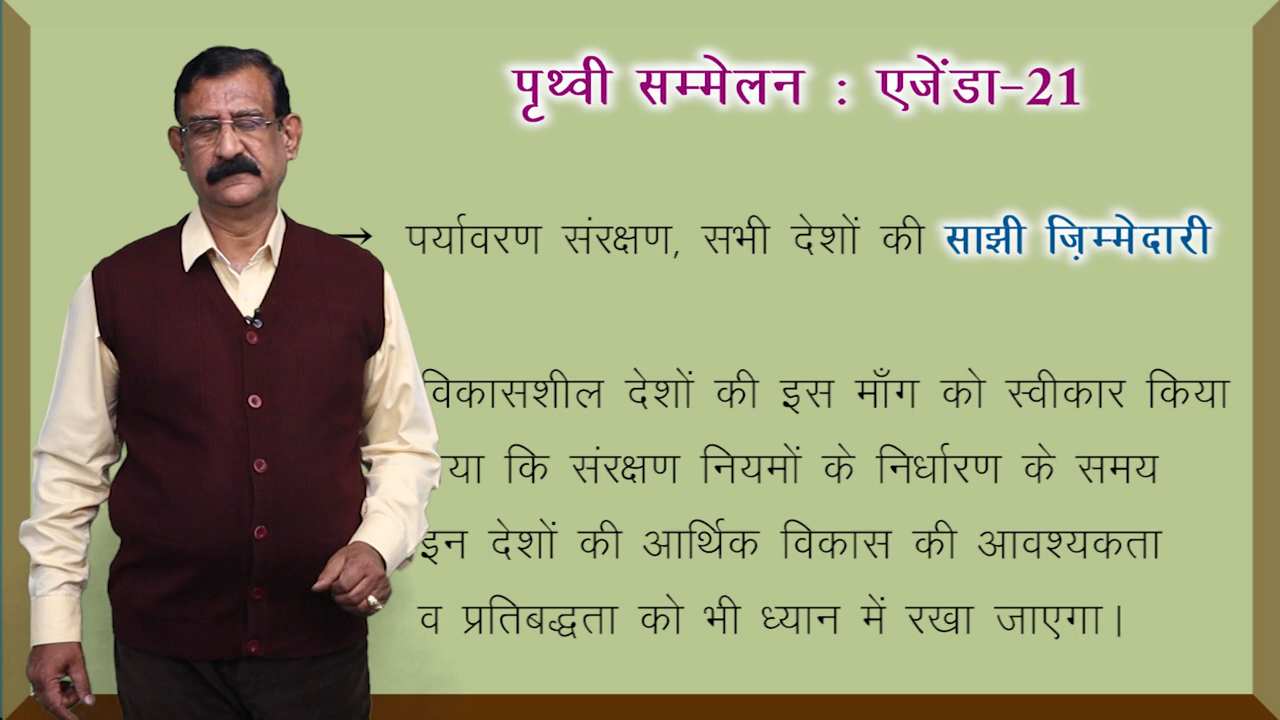 पृथ्वी सम्मेलन : एजेंडा-21
→ पर्यावरण संरक्षण, सभी देशों की साझी ज़िम्मेदारी
विकासशील देशों की इस माँग को स्वीकार किया
कि संरक्षण नियमों के निर्धारण के समय
इन देशों की आर्थिक विकास की आवश्यकता
व प्रतिबद्धता को भी ध्यान में रखा जाएगा।